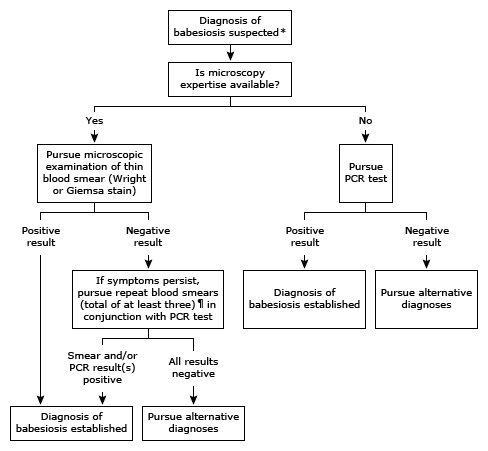 Diagnosis of
babesiosis suspected*
Is microscopy
expertise available?
Yes
No
Pursue microscopic
examination of thin
blood smear (Wright
or Giemsa stain)
Pursue
PCR test
Positive
result
Negative
result
Positive
result
Negative
result
If symptoms persist,
pursue repeat blood smears
(total of at least three)¶ in
conjunction with PCR test
Diagnosis of
babesiosis established
Pursue alternative
diagnoses
Smear and/or
PCR result(s)
positive
All results
negative
Diagnosis of
babesiosis established
Pursue alternative
diagnoses